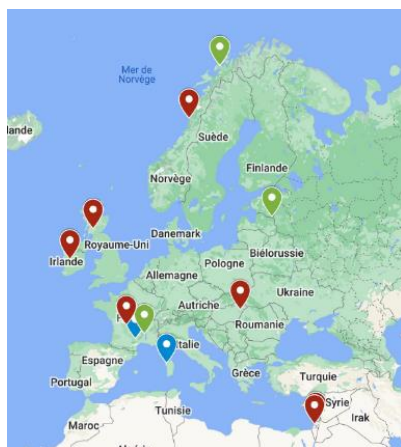 Mer de
Norvège
lande
Suède
Finlande
Norvège
Royaume-Uni
Irlande
Danemark
Biélorussie
Pologne
Allemagne
Ukraine
Autriche
Roumanie
Italie
Espagne
Portugal
Grèce
Turquie
Syrie
Tunisie
Irak
Maroc